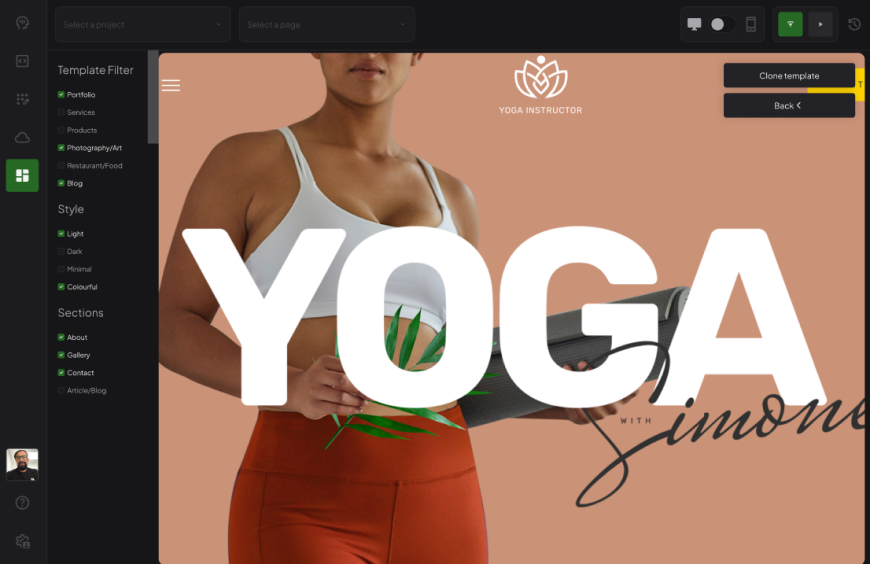 Select a project
Select a page
Template Filter
Portfolio
Services
Products
Photography/Art
Restaurant/Food
Blog
Style
Light
Dark
Minimal
Colourful
Sections
About
Gallery
Contact
Article/Blog
YOGA INSTRUCTOR
Clone template
T
Back
YOGA
WITH
Simone